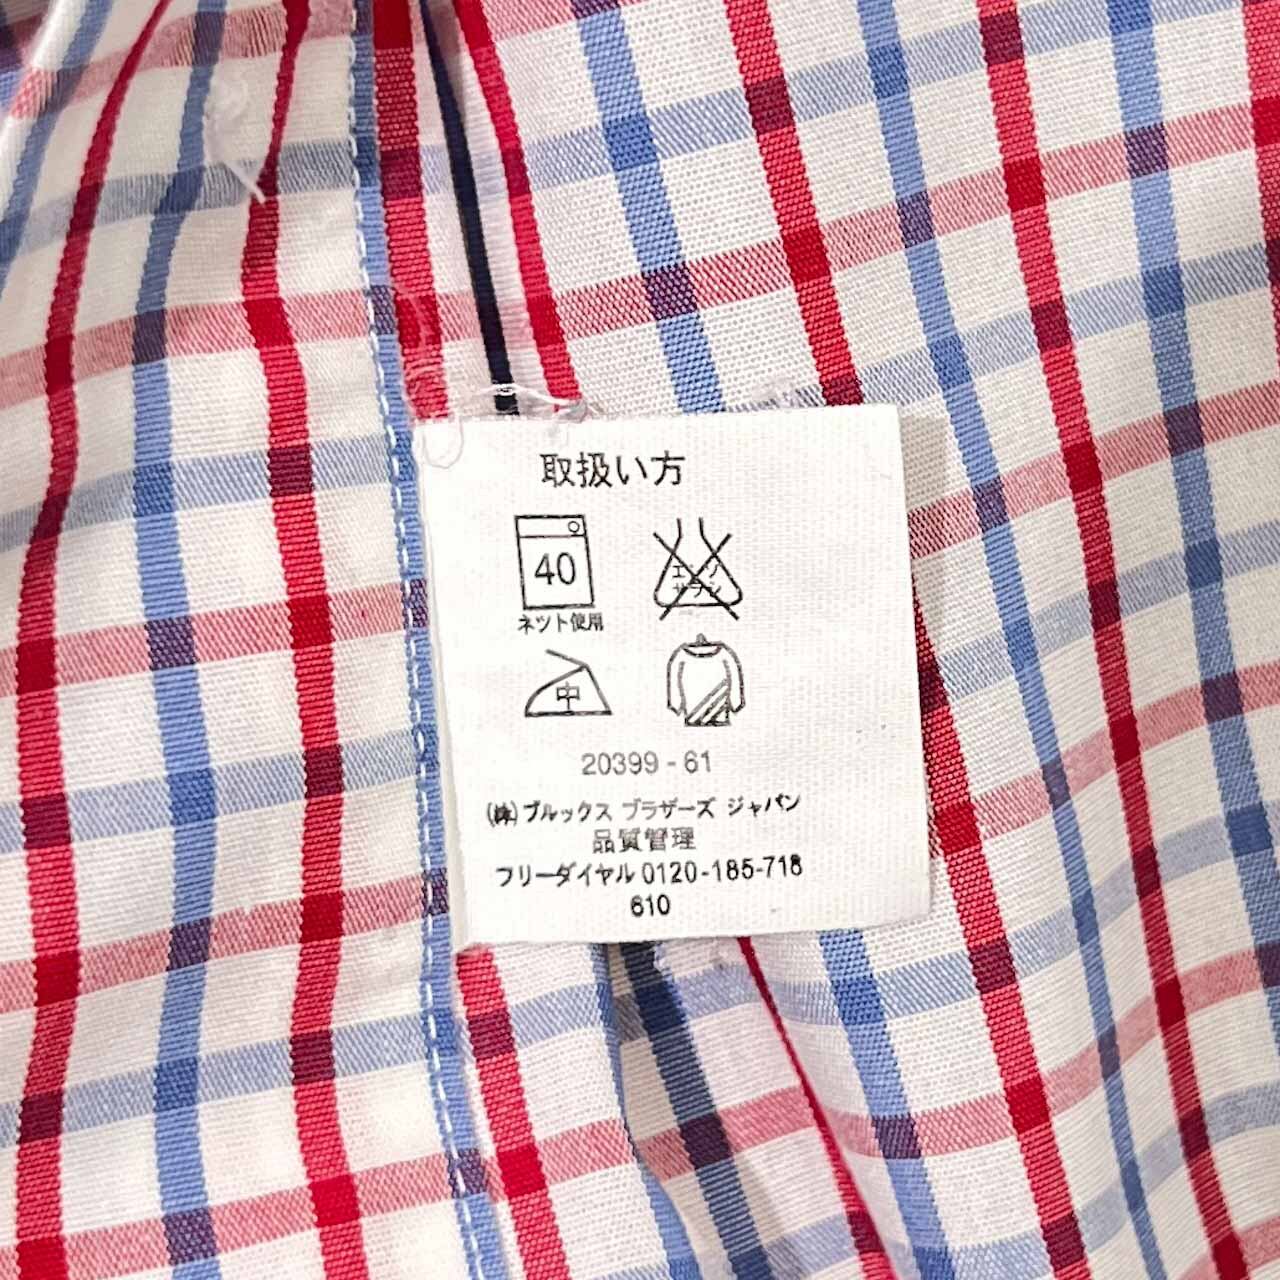 取扱い方
40
ネット使用
中
20399 - 61
(株)ブルックス ブラザーズ ジャパン
品質管理
フリーダイヤル 0120-185-718
610